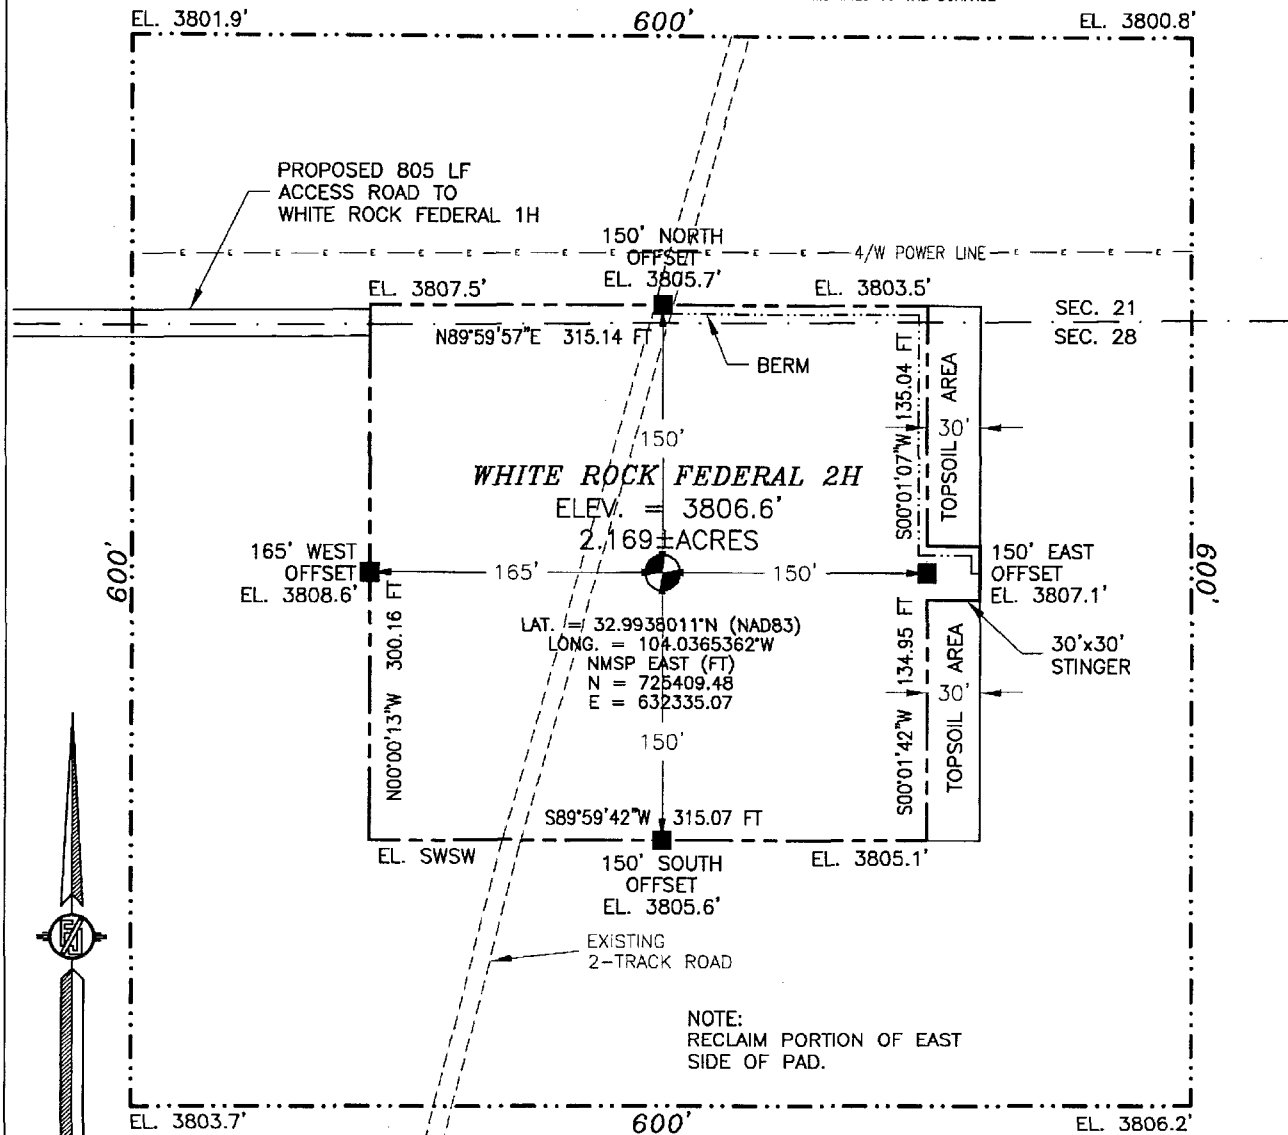 EL. 3801.9'
600'
EL. 3800.8'
PROPOSED 805 LF
ACCESS ROAD TO
WHITE ROCK FEDERAL 1H
150' NORTH
OFFSET
EL. 3805.7'
4/W POWER LINE
EL. 3807.5'
EL. 3803.5'
SEC. 21
SEC. 28
N89°59'57"E 315.14 FT
BERM
S00°01'07"W 135.04 FT
TOPSOIL AREA
30'
150'
WHITE ROCK FEDERAL 2H
ELEV. = 3806.6'
2.169±ACRES
600'
165' WEST
OFFSET
EL. 3808.6'
165'
150'
150' EAST
OFFSET
EL. 3807.1'
600'
30'x30'
STINGER
LAT. = 32.9938011°N (NAD83)
LONG. = 104.0365362°W
NMSP EAST (FT)
N = 725409.48
E = 632335.07
N00°00'13"W 300.16 FT
S00°01'42"W 134.95 FT
TOPSOIL AREA
30'
150'
S89°59'42"W 315.07 FT
EL. SWSW
EL. 3805.1'
150' SOUTH
OFFSET
EL. 3805.6'
EXISTING
2-TRACK ROAD
NOTE:
RECLAIM PORTION OF EAST
SIDE OF PAD.
EL. 3803.7'
600'
EL. 3806.2'